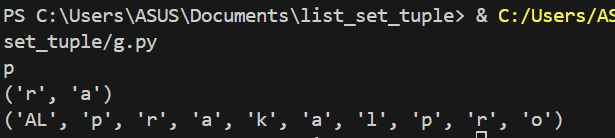 PS C:\Users\ASUS\Documents\list_set_tuple> & C:/Users/AS
set_tuple/g.py
p
('r', 'a')
('AL', 'p', 'r', 'a', 'k', 'a', 'l', 'p', 'r', 'o')